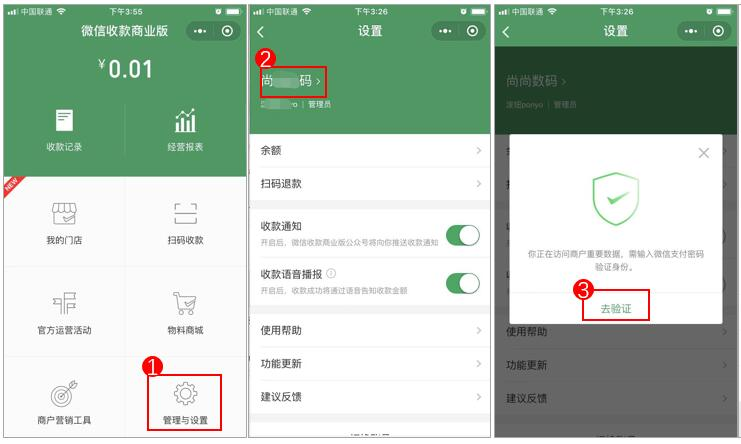 中国联通
下午3:55
微信收款商业版
¥0.01
收款记录
经营报表
NEW
我的门店
扫码收款
官方运营活动
物料商城
1
商户营销工具
管理与设置
中国联通
下午3:26
设置
2
尚
码
yo | 管理员
余额
扫码退款
收款通知
开启后，微信收款商业版公众号将向你推送收款通知
收款语音播报
开启后，收款成功将通过语音告知收款金额
使用帮助
功能更新
建议反馈
中国联通
下午3:26
设置
尚尚数码
ponyo | 管理员
你正在访问商户重要数据，需输入微信支付密码
验证身份。
3
去验证
使用帮助
功能更新
建议反馈